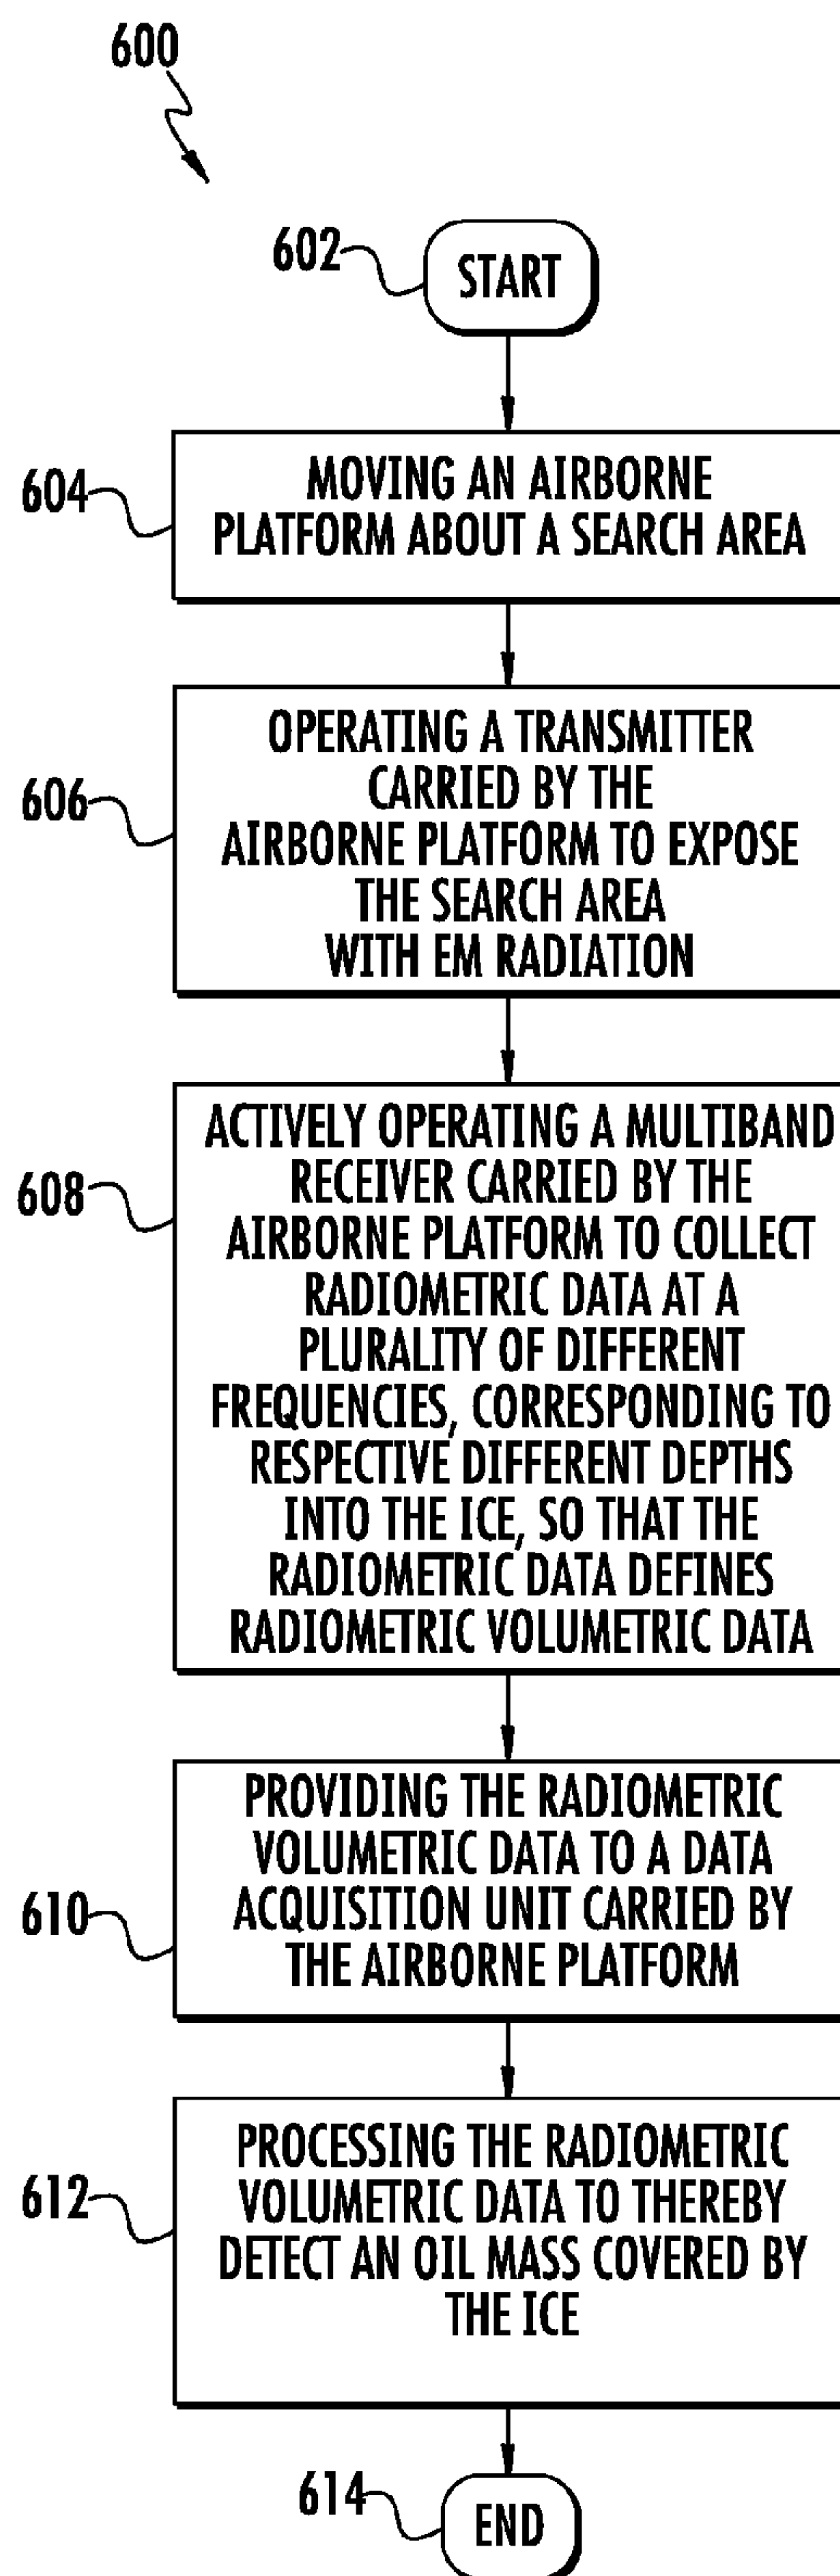 600
602
START
604
MOVING AN AIRBORNE
PLATFORM ABOUT A SEARCH AREA
606
OPERATING A TRANSMITTER
CARRIED BY THE
AIRBORNE PLATFORM TO EXPOSE
THE SEARCH AREA
WITH EM RADIATION
608
ACTIVELY OPERATING A MULTIBAND
RECEIVER CARRIED BY THE
AIRBORNE PLATFORM TO COLLECT
RADIOMETRIC DATA AT A
PLURALITY OF DIFFERENT
FREQUENCIES, CORRESPONDING TO
RESPECTIVE DIFFERENT DEPTHS
INTO THE ICE, SO THAT THE
RADIOMETRIC DATA DEFINES
RADIOMETRIC VOLUMETRIC DATA
610
PROVIDING THE RADIOMETRIC
VOLUMETRIC DATA TO A DATA
ACQUISITION UNIT CARRIED BY
THE AIRBORNE PLATFORM
612
PROCESSING THE RADIOMETRIC
VOLUMETRIC DATA TO THEREBY
DETECT AN OIL MASS COVERED BY
THE ICE
614
END